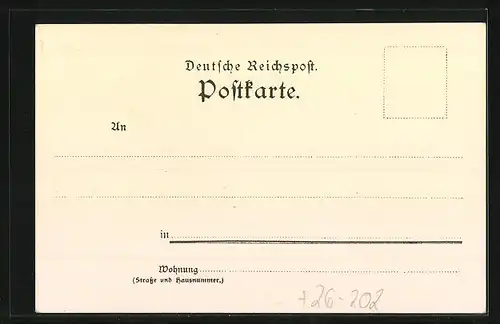 Deutsche Reichspost.
Postkarte.
An
in
Wohnung
(Straße und Hausnummer.)
+26-202